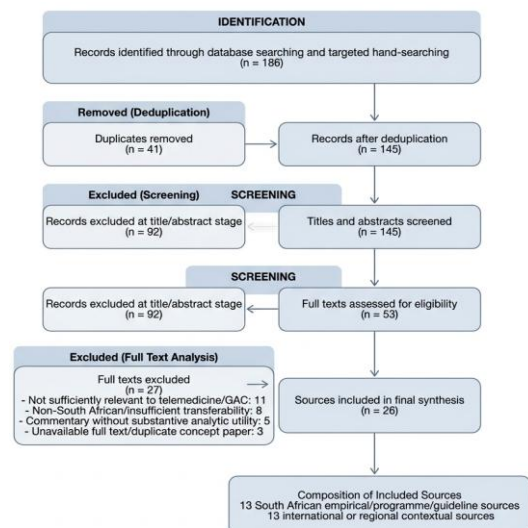 IDENTIFICATION
Records identified through database searching and targeted hand-searching
(n = 186)
Removed (Deduplication)
Duplicates removed
(n = 41)
Records after deduplication
(n = 145)
Excluded (Screening)
SCREENING
Records excluded at title/abstract stage
(n = 92)
Titles and abstracts screened
(n = 145)
SCREENING
Records excluded at title/abstract stage
(n = 92)
Full texts assessed for eligibility
(n = 53)
Excluded (Full Text Analysis)
Full texts excluded
(n = 27)
- Not sufficiently relevant to telemedicine/GAC: 11
- Non-South African/insufficient transferability: 8
- Commentary without substantive analytic utility: 5
- Unavailable full text/duplicate concept paper: 3
Sources included in final synthesis
(n = 26)
Composition of Included Sources
13 South African empirical/programme/guideline sources
13 international or regional contextual sources